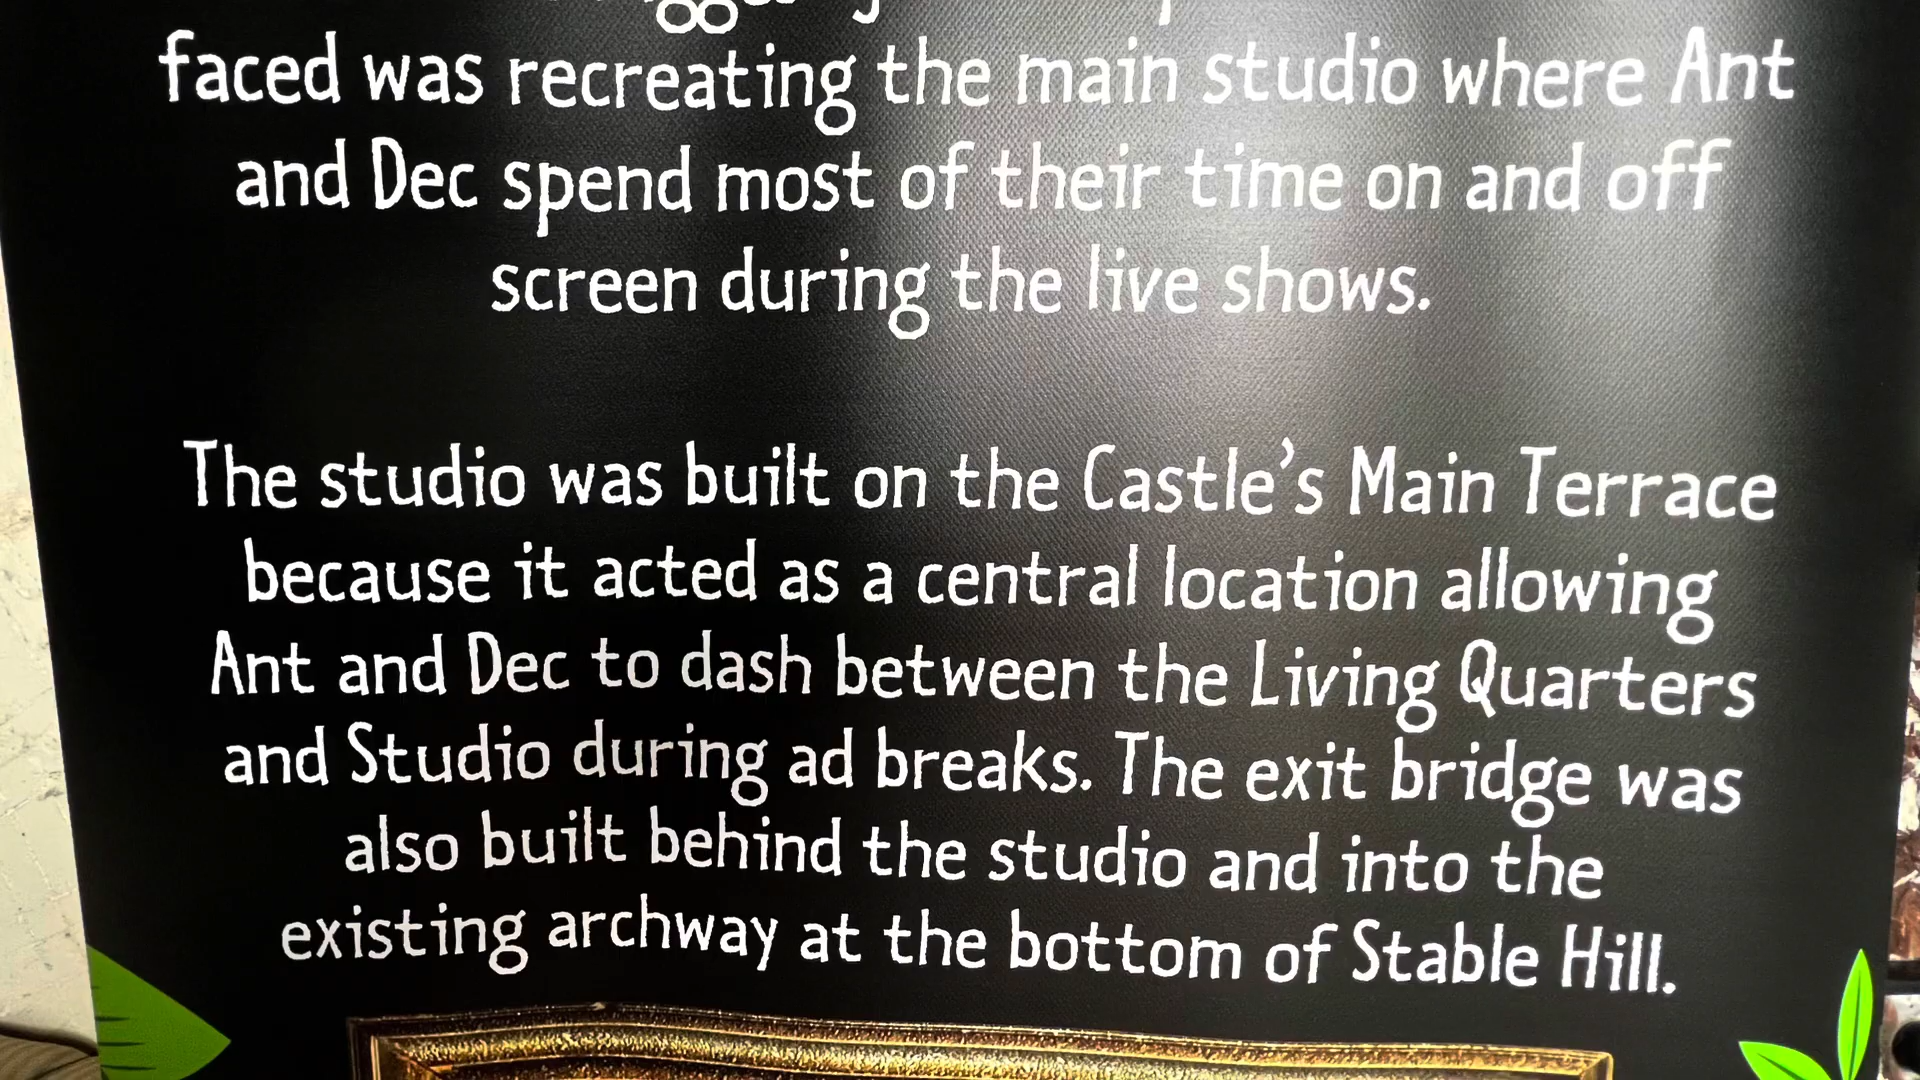 faced was recreating the main studio where Ant
and Dec spend most of their time on and off
screen during the live shows.
The studio was built on the Castle's Main Terrace
because it acted as a central location allowing
Ant and Dec to dash between the Living Quarters
and Studio during ad breaks. The exit bridge was
also built behind the studio and into the
existing archway at the bottom of Stable Hill.